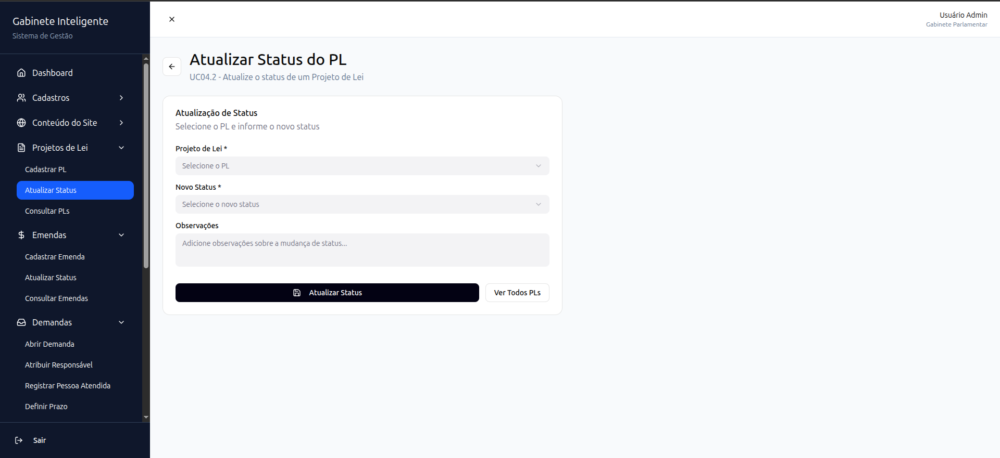 Gabinete Inteligente
Sistema de Gestão
Dashboard
Cadastros
Conteúdo do Site
Projetos de Lei
Cadastrar PL
Atualizar Status
Consultar PLs
Emendas
Cadastrar Emenda
Atualizar Status
Consultar Emendas
Demandas
Abrir Demanda
Atribuir Responsável
Registrar Pessoa Atendida
Definir Prazo
Sair
Usuário Admin
Gabinete Parlamentar
Atualizar Status do PL
UC04.2 - Atualize o status de um Projeto de Lei
Atualização de Status
Selecione o PL e informe o novo status
Projeto de Lei *
Selecione o PL
Novo Status *
Selecione o novo status
Observações
Adicione observações sobre a mudança de status...
Atualizar Status
Ver Todos PLs